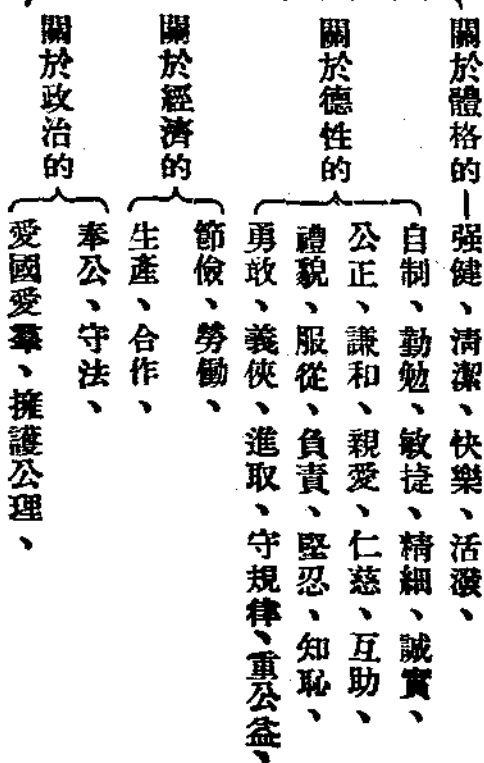 關於體格的—强健、淸潔、快樂、活潑、
關於德性的
自制、勤勉、敏捷、精細、誠實、
公正、謙和、親愛、仁慈、互助、
禮貌、服從、負責、堅忍、知恥、
勇敢、義俠、進取、守規律、重公益、
關於經濟的
節儉、勞働、
生產、合作、
關於政治的
奉公、守法、
愛國愛羣、擁護公理、